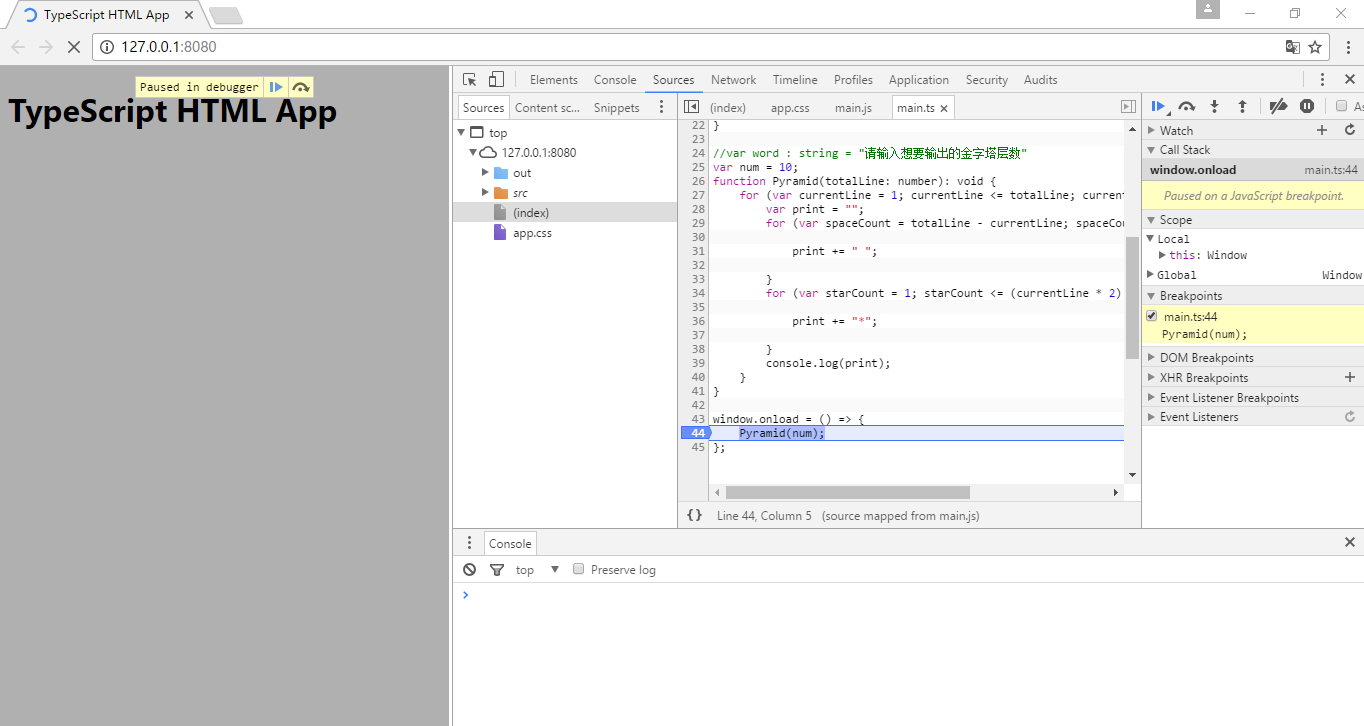 TypeScript HTML App
127.0.0.1:8080
Paused in debugger
TypeScript HTML App
Elements Console Sources Network Timeline Profiles Application Security Audits
Sources Content sc... Snippets
top
127.0.0.1:8080
out
src
(index)
app.css
(index) app.css main.js main.ts
22 }
23
24 //var word : string = "请输入想要输出的金字塔层数"
25 var num = 10;
26 function Pyramid(totalLine: number): void {
27 for (var currentLine = 1; currentLine <= totalLine; current
28 var print = "";
29 for (var spaceCount = totalLine - currentLine; spaceCou
30
31 print += " ";
32
33 }
34 for (var starCount = 1; starCount <= (currentLine * 2)
35
36 print += "*";
37
38 }
39 console.log(print);
40 }
41 }
42
43 window.onload = () => {
44 Pyramid(num);
45 };
{} Line 44, Column 5 (source mapped from main.js)
As
Watch
Call Stack
window.onload main.ts:44
Paused on a JavaScript breakpoint.
Scope
Local
this: Window
Global Window
Breakpoints
main.ts:44
Pyramid(num);
DOM Breakpoints
XHR Breakpoints
Event Listener Breakpoints
Event Listeners
Console
top Preserve log